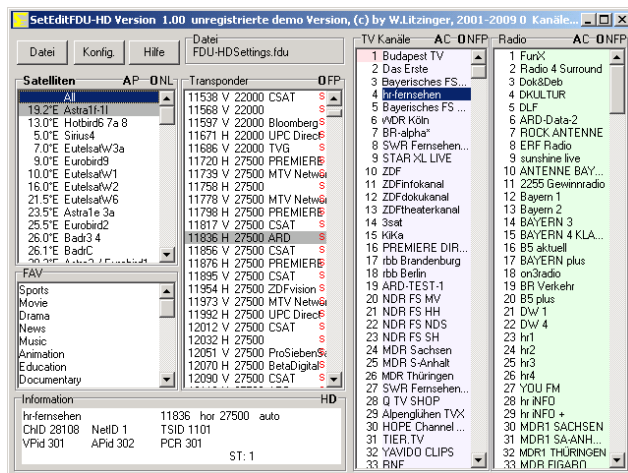 SetEditFDU-HD Version 1.00 unregistrierte demo Version, (c) by W.Litzinger, 2001-2009 0 Kanäle...
Datei
Konfig.
Hilfe
Datei
FDU-HDSettings.fdu
Satelliten AP ONL
All
19.2°E Astra1f-1l
13.0°E Hotbird6 7a 8
5.0°E Sirius4
7.0°E EutelsatW3a
9.0°E Eurobird9
10.0°E EutelsatW1
16.0°E EutelsatW2
21.5°E EutelsatW6
23.5°E Astra1e 3a
25.5°E Eurobird2
26.0°E Badr3 4
26.1°E BadrC
FAV
Sports
Movie
Drama
News
Music
Animation
Education
Documentary
Transponder OFP
11538 V 22000 CSAT S
11568 V 22000 S
11597 V 22000 BloombergS
11671 H 22000 UPC Direct
11686 V 22000 TVG S
11720 H 27500 PREMIERE
11739 V 27500 MTV Networ
11758 H 27500 S
11778 V 27500 MTV Networ
11798 H 27500 PREMIERE
11817 V 27500 CSAT S
11836 H 27500 ARD S
11856 V 27500 CSAT S
11876 H 27500 PREMIERE
11895 V 27500 CSAT S
11954 H 27500 ZDFvision S
11973 V 27500 MTV Networ
11992 H 27500 UPC Direct
12012 V 27500 CSAT S
12032 H 27500 S
12051 V 27500 ProSiebenSa
12070 H 27500 BetaDigital
12090 V 27500 CSAT S
TV Kanäle AC ONFP
1 Budapest TV
2 Das Erste
3 Bayerisches FS...
4 hr-fernsehen
5 Bayerisches FS ...
6 WDR Köln
7 BR-alpha*
8 SWR Fernsehen...
9 STAR XL LIVE
10 ZDF
11 ZDFinfokanal
12 ZDFdokukanal
13 ZDFtheaterkanal
14 3sat
15 KiKa
16 PREMIERE DIR...
17 rbb Brandenburg
18 rbb Berlin
19 ARD-TEST-1
20 NDR FS MV
21 NDR FS HH
22 NDR FS NDS
23 NDR FS SH
24 MDR Sachsen
25 MDR S-Anhalt
26 MDR Thüringen
27 SWR Fernsehen...
28 Q TV SHOP
29 Alpenglühen TVX
30 HOPE Channel ...
31 TIER.TV
32 YAVIDO CLIPS
33 RNF
Radio AC ONFP
1 FunX
2 Radio 4 Surround
3 Dok&Deb
4 DKULTUR
5 DLF
6 ARD-Data-2
7 ROCK ANTENNE
8 ERF Radio
9 sunshine live
10 ANTENNE BAY...
11 2255 Gewinnradio
12 Bayern 1
13 Bayern 2
14 BAYERN 3
15 BAYERN 4 KLA...
16 B5 aktuell
17 BAYERN plus
18 on3radio
19 BR Verkehr
20 B5 plus
21 DW 1
22 DW 4
23 hr1
24 hr2
25 hr3
26 hr4
27 YOU FM
28 hr iNFO
29 hr iNFO +
30 MDR1 SACHSEN
31 MDR1 SA-ANH...
32 MDR1 THÜRINGEN
33 MDR FIGARO
Information HD
hr-fernsehen 11836 hor 27500 auto
ChID 28108 NetID 1 TSID 1101
VPid 301 APid 302 PCR 301
ST: 1